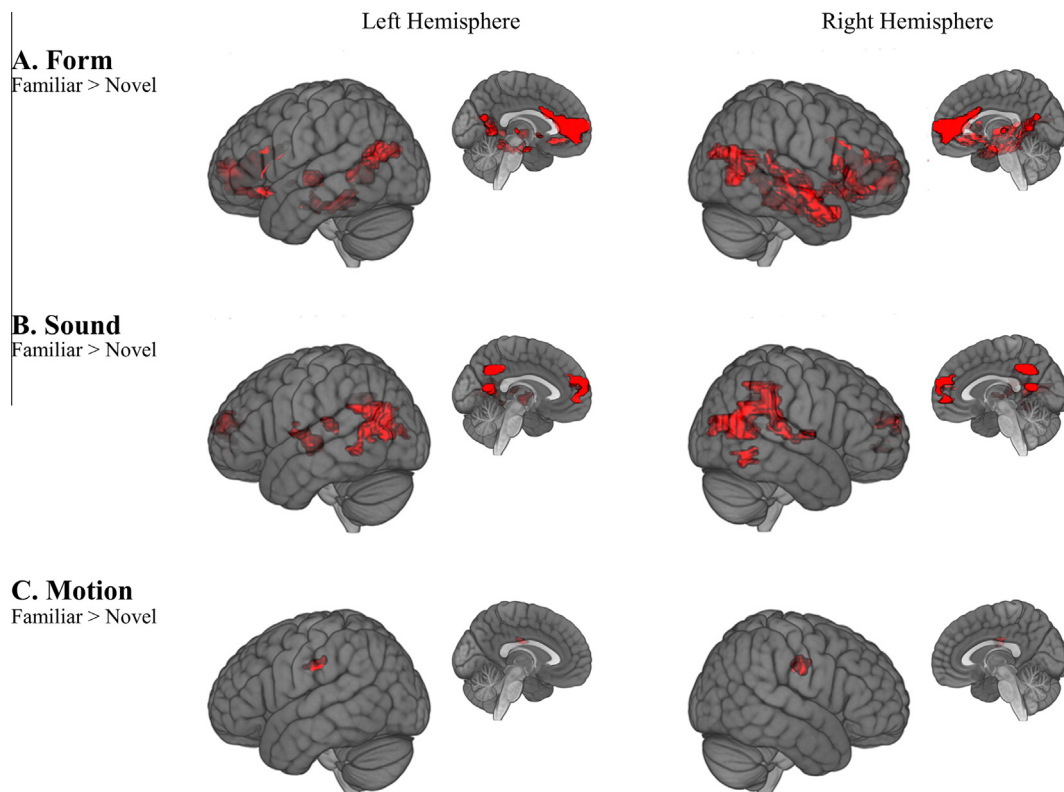 Left Hemisphere
Right Hemisphere
A. Form
Familiar > Novel
B. Sound
Familiar > Novel
C. Motion
Familiar > Novel